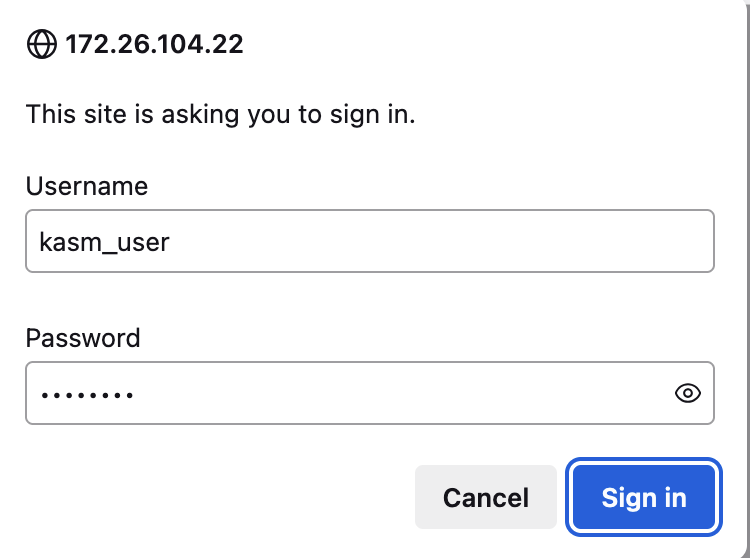 172.26.104.22
This site is asking you to sign in.
Username
kasm_user
Password
••••••••
Cancel
Sign in